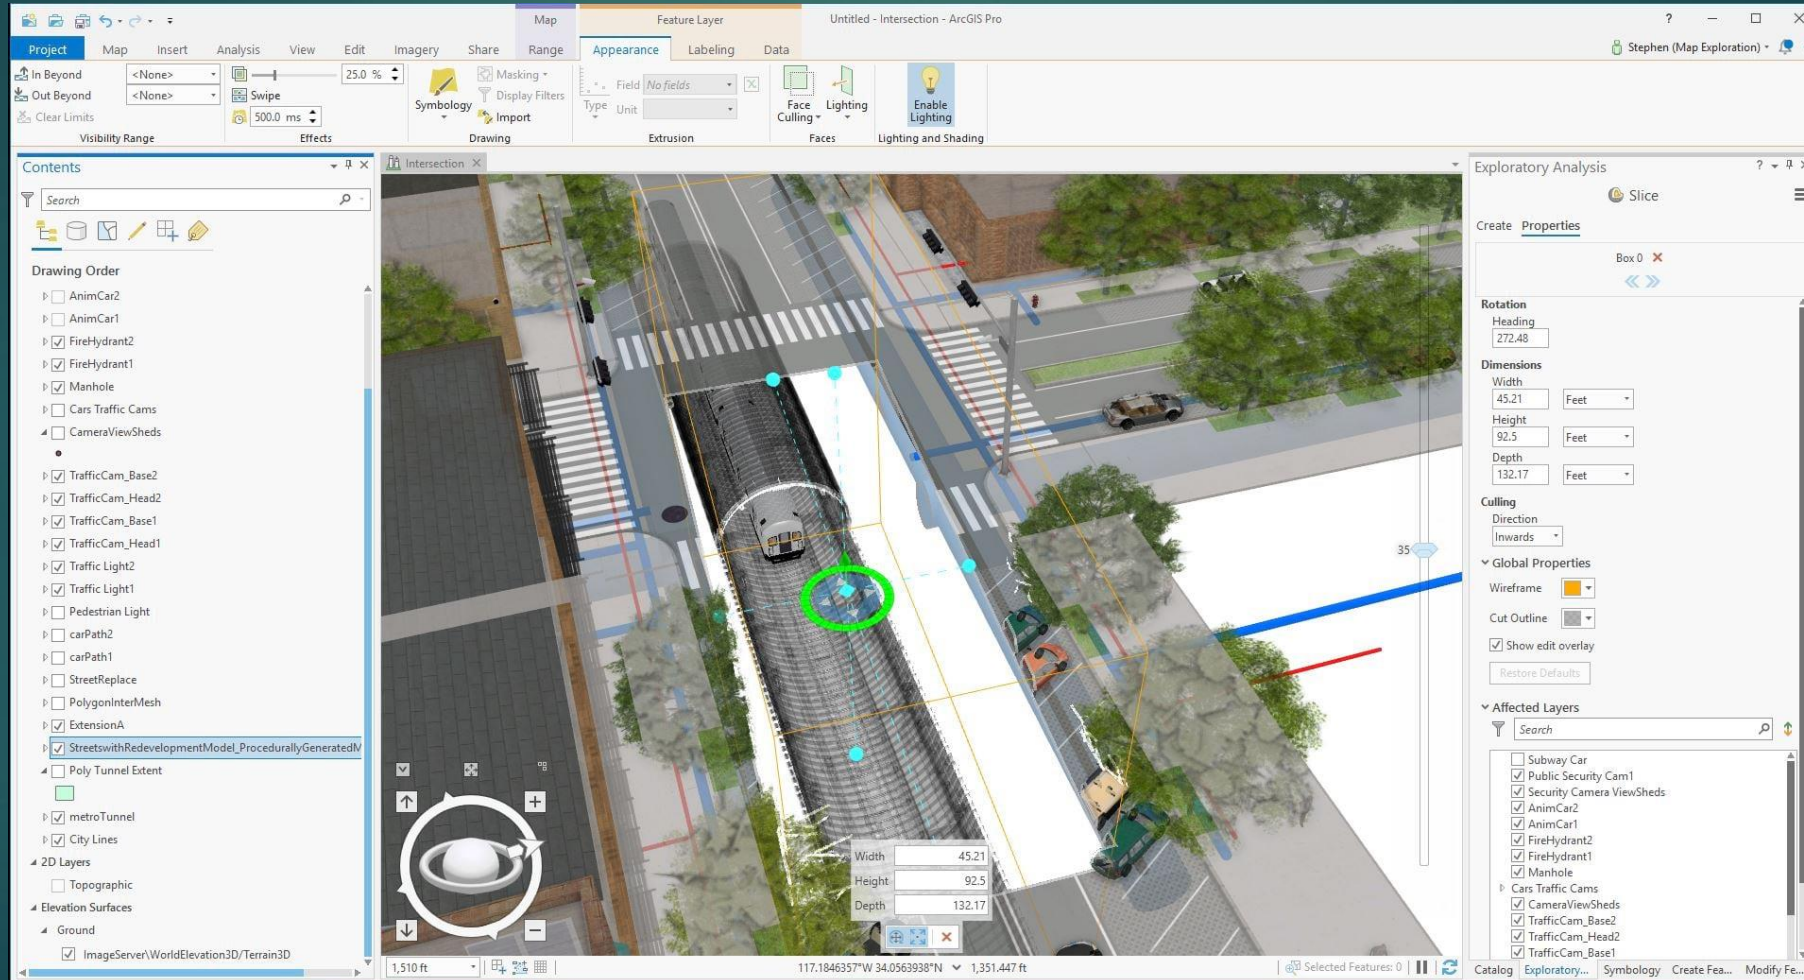 Map
Feature Layer
Untitled - Intersection - ArcGIS Pro
?
Project Map Insert Analysis View Edit Imagery Share Range Appearance Labeling Data
Stephen (Map Exploration)
In Beyond <None>
Out Beyond <None>
Clear Limits
Visibility Range
25.0 %
Swipe
500.0 ms
Effects
Symbology
Masking
Display Filters
Import
Drawing
Type
Field No fields
Unit
Extrusion
Face Culling
Lighting
Faces
Enable Lighting
Lighting and Shading
Contents
Search
Drawing Order
AnimCar2
AnimCar1
FireHydrant2
FireHydrant1
Manhole
Cars Traffic Cams
CameraViewSheds
TrafficCam_Base2
TrafficCam_Head2
TrafficCam_Base1
TrafficCam_Head1
Traffic Light2
Traffic Light1
Pedestrian Light
carPath2
carPath1
StreetReplace
PolygonInterMesh
ExtensionA
StreetswithRedevelopmentModel_ProcedurallyGeneratedM
Poly Tunnel Extent
metroTunnel
City Lines
2D Layers
Topographic
Elevation Surfaces
Ground
ImageServer\WorldElevation3D/Terrain3D
Intersection
35
Width 45.21
Height 92.5
Depth 132.17
1,510 ft
117.1846357°W 34.0563938°N
1,351.447 ft
Selected Features: 0
Exploratory Analysis
?
Slice
Create Properties
Box 0
Rotation
Heading
272.48
Dimensions
Width
45.21 Feet
Height
92.5 Feet
Depth
132.17 Feet
Culling
Direction
Inwards
Global Properties
Wireframe
Cut Outline
Show edit overlay
Restore Defaults
Affected Layers
Search
Subway Car
Public Security Cam1
Security Camera ViewSheds
AnimCar2
AnimCar1
FireHydrant2
FireHydrant1
Manhole
Cars Traffic Cams
CameraViewSheds
TrafficCam_Base2
TrafficCam_Head2
TrafficCam_Base1
Catalog Exploratory... Symbology Create Fea... Modify Fe...